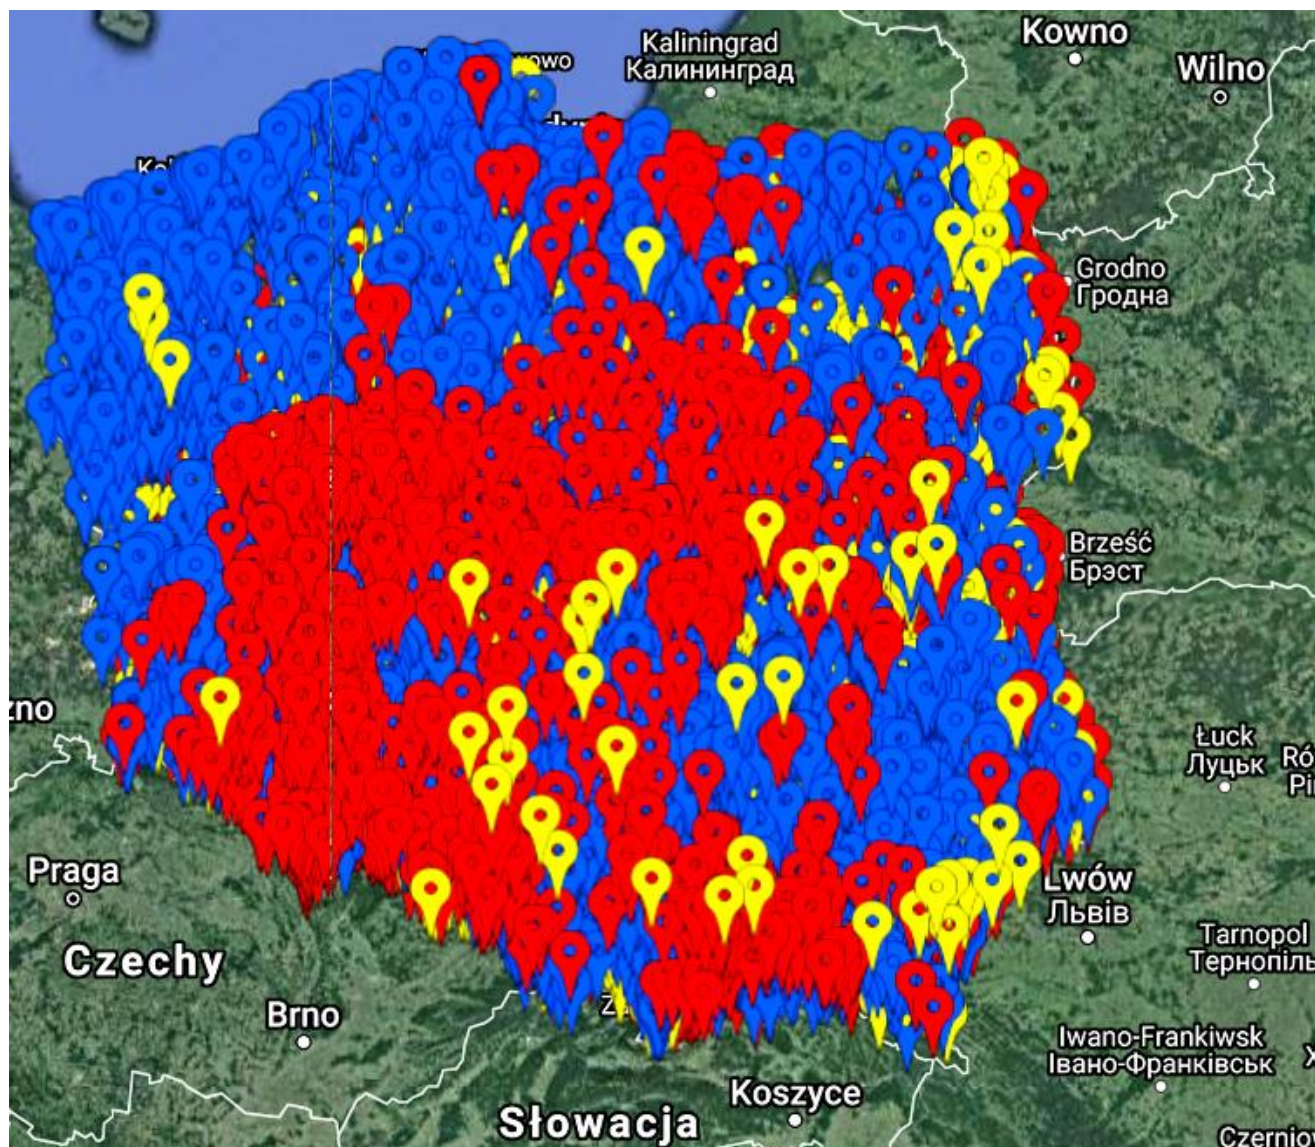 Kaliningrad
Калининград
Kowno
Wilno
Grodno
Гродна
Brześć
Брэст
Łuck
Луцьк
Praga
Lwów
Львів
Czechy
Tarnopol
Brno
Iwano-Frankiwsk
Івано-Франківськ
Koszyce
Słowacja